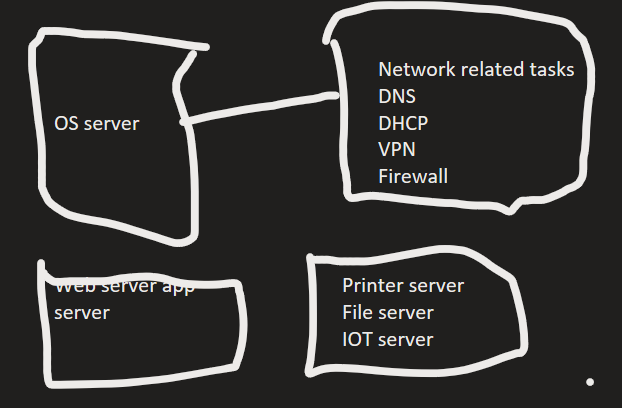 OS server
Network related tasks
DNS
DHCP
VPN
Firewall
Web server app
server
Printer server
File server
IOT server